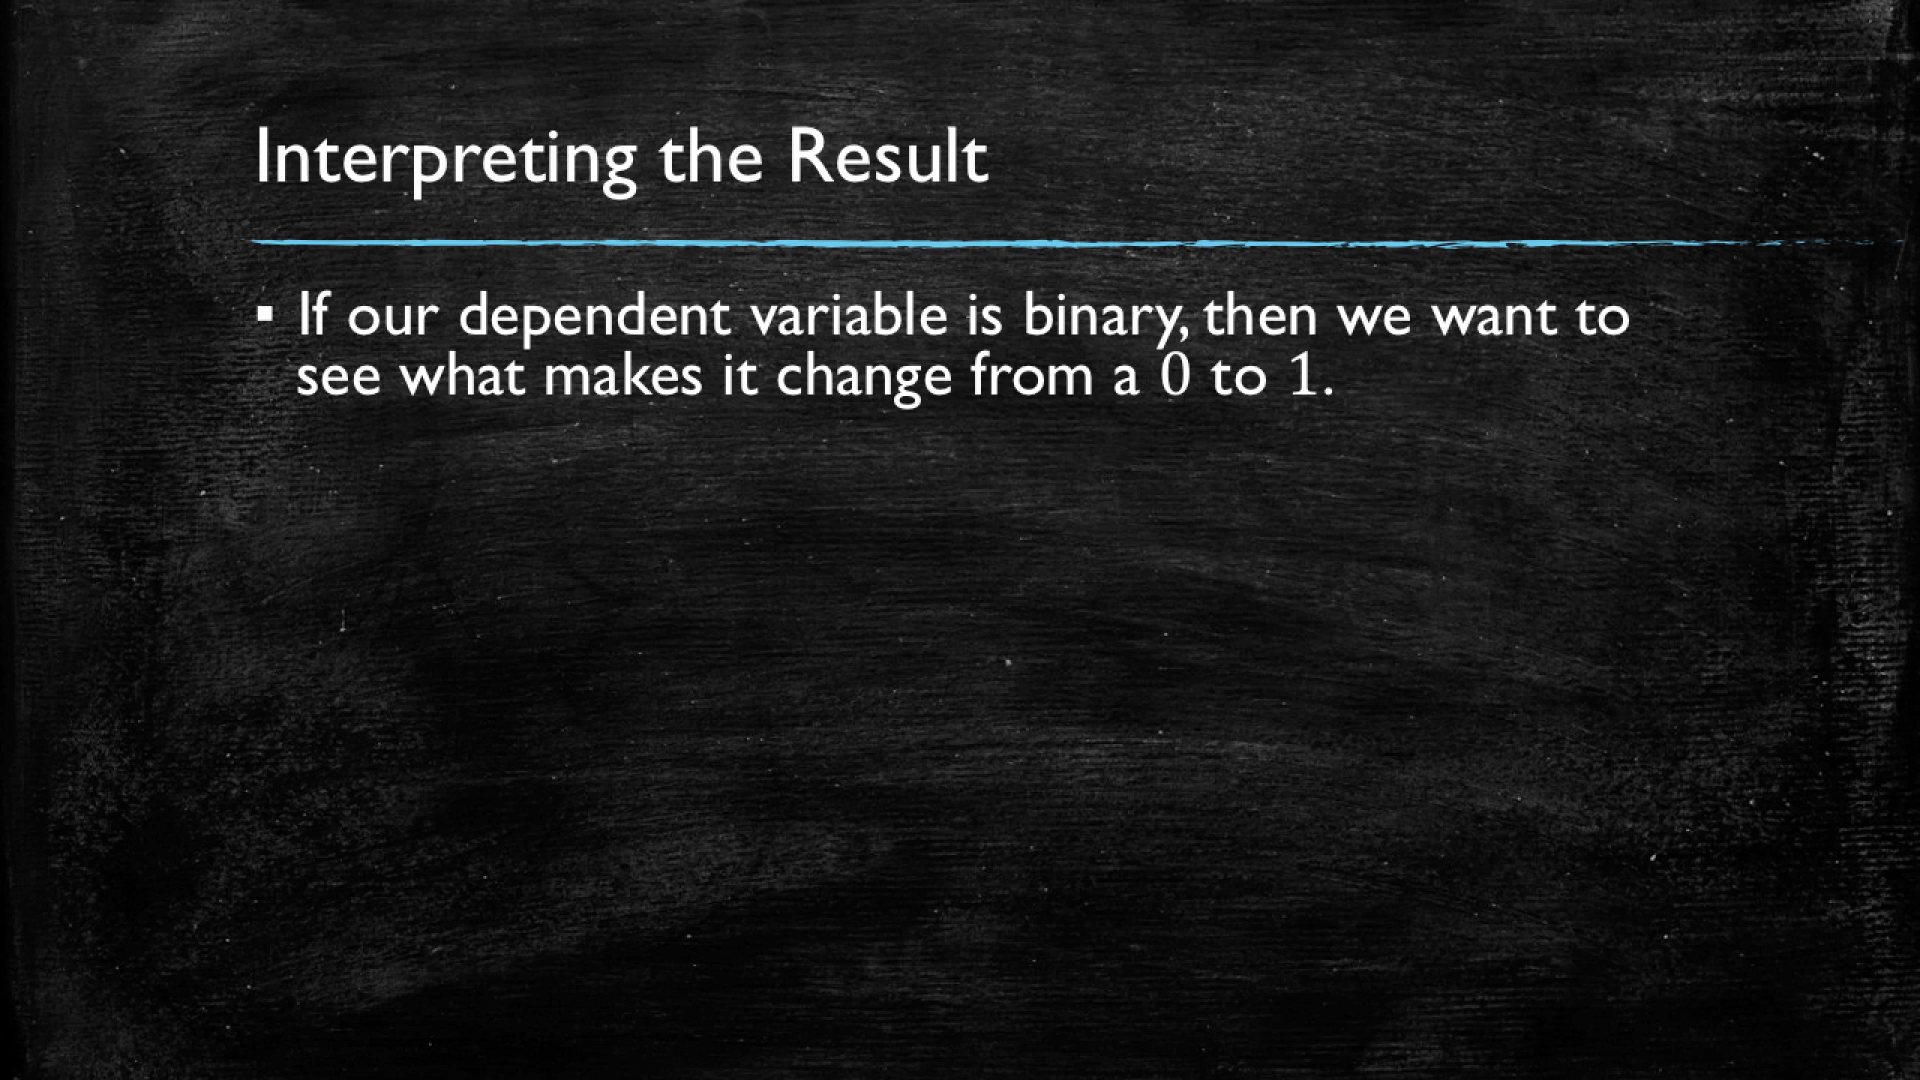 Interpreting the Result
▪ If our dependent variable is binary, then we want to
see what makes it change from a 0 to 1.